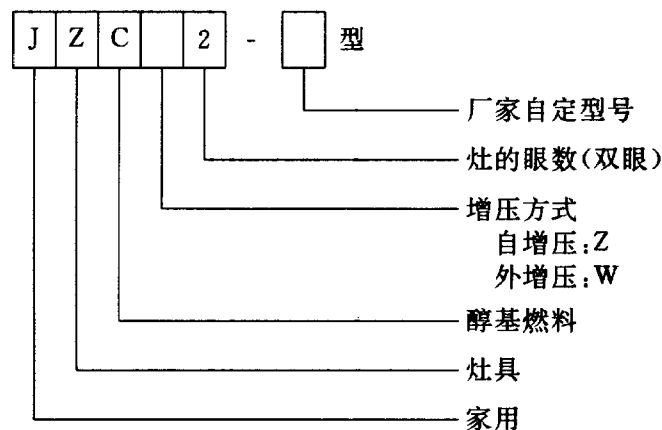 J Z C 2 - 型
厂家自定型号
灶的眼数(双眼)
增压方式
自增压:Z
外增压:W
醇基燃料
灶具
家用